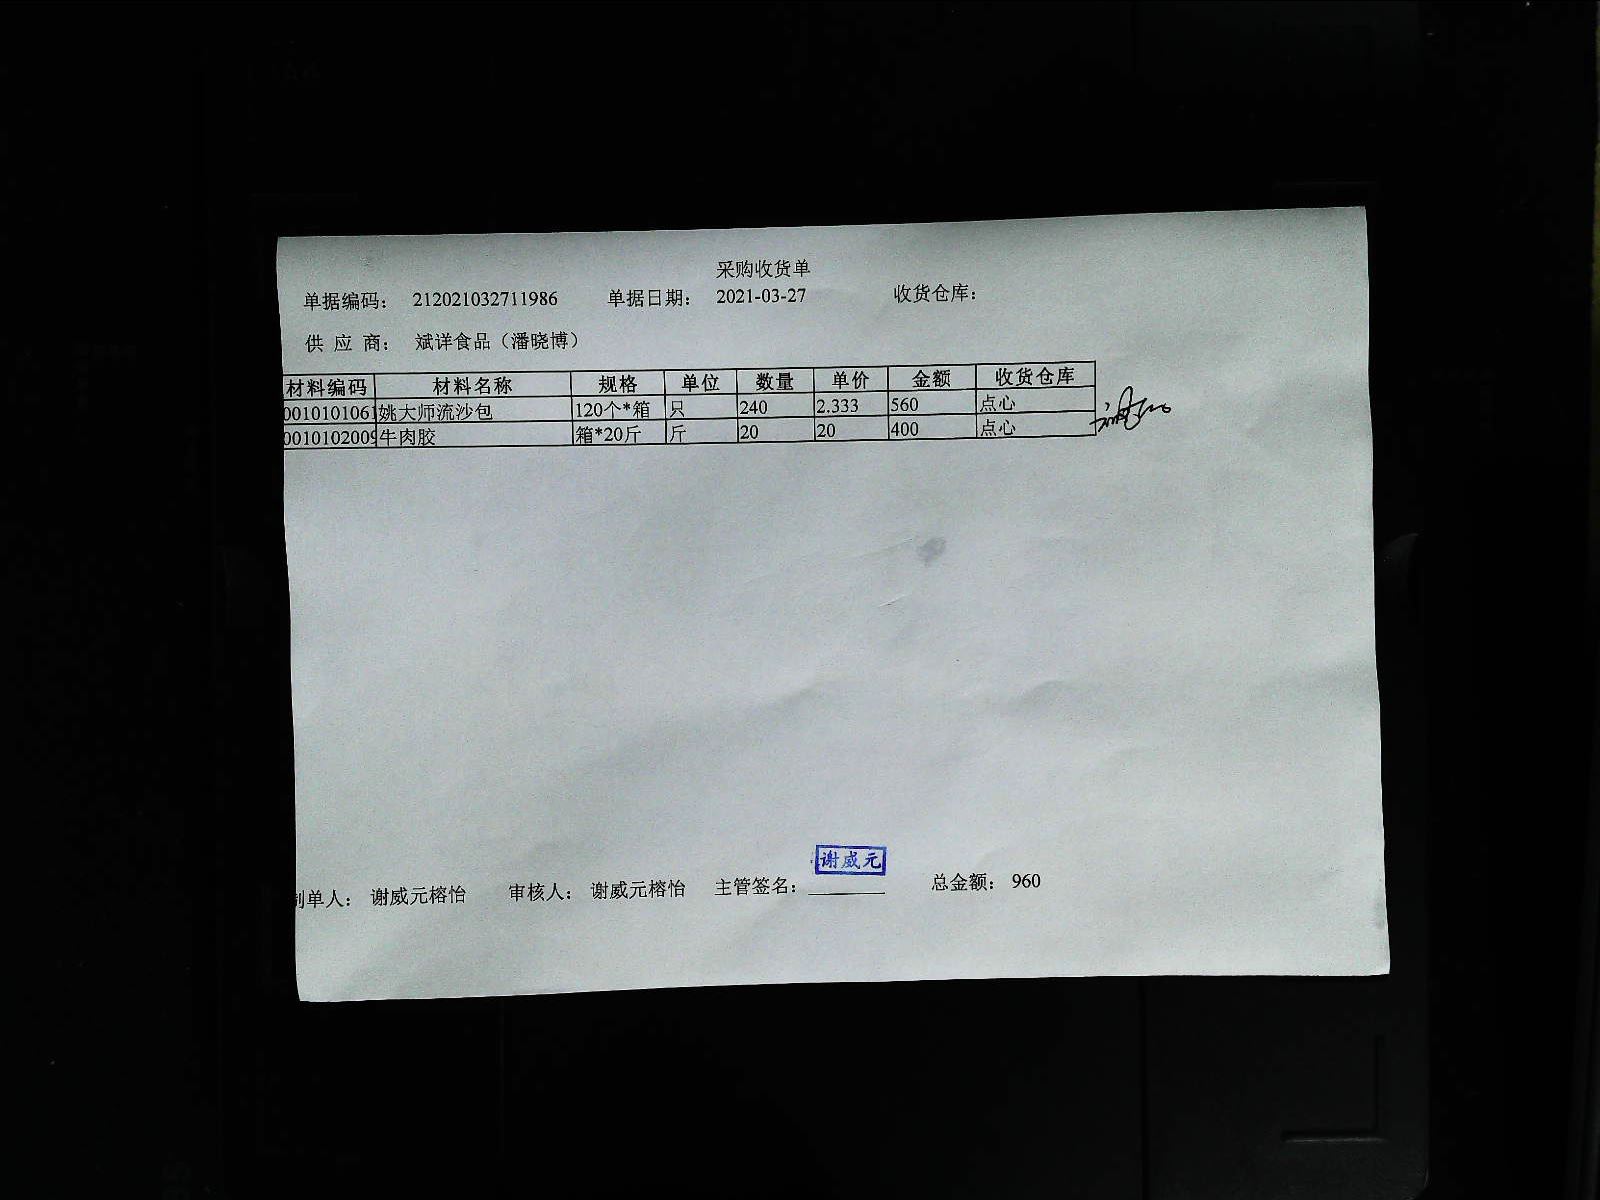 采购收货单
单据编码: 212021032711986 单据日期: 2021-03-27 收货仓库:
供 应 商: 斌详食品（潘晓博）
材料编码 材料名称 规格 单位 数量 单价 金额 收货仓库
0010101061 姚大师流沙包 120个*箱 只 240 2.333 560 点心
0010102009 牛肉胶 箱*20斤 斤 20 20 400 点心
谢威元
制单人: 谢威元榕怡 审核人: 谢威元榕怡 主管签名: 总金额: 960